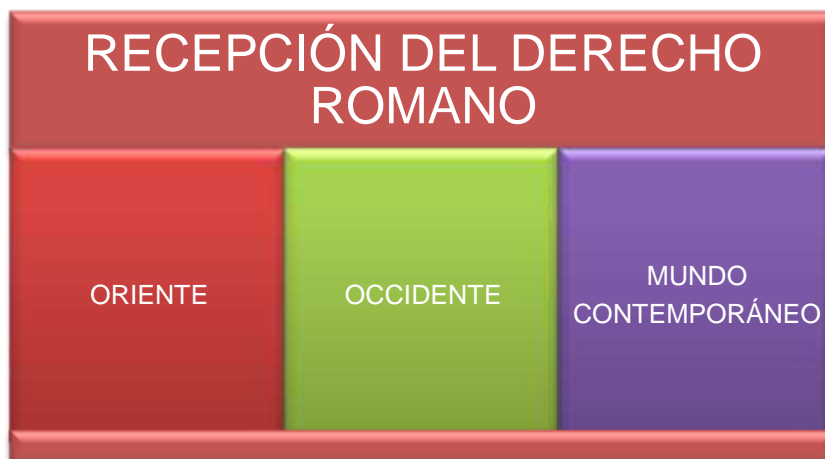 RECEPCIÓN DEL DERECHO
ROMANO
ORIENTE
OCCIDENTE
MUNDO
CONTEMPORÁNEO